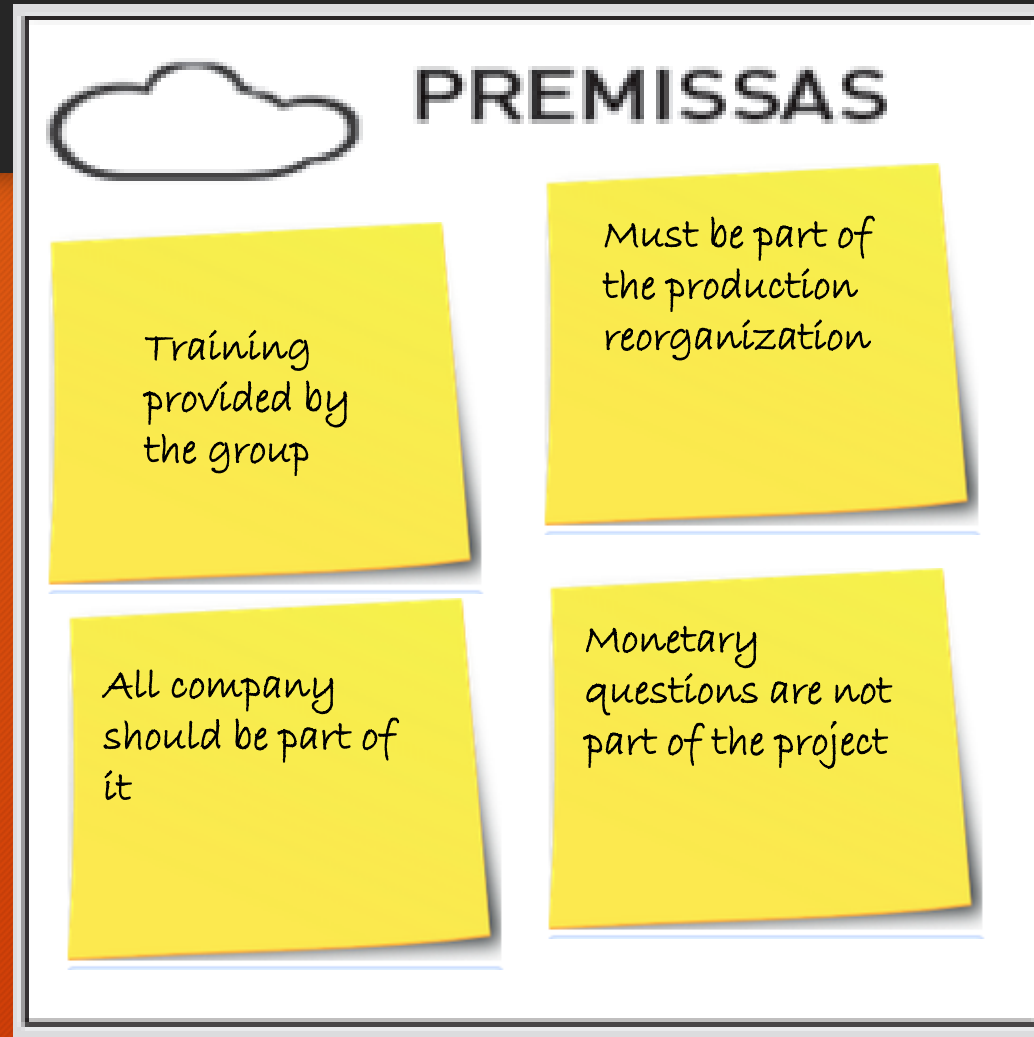 PREMISSAS
Training
provided by
the group
Must be part of
the production
reorganization
All company
should be part of
it
Monetary
questions are not
part of the project